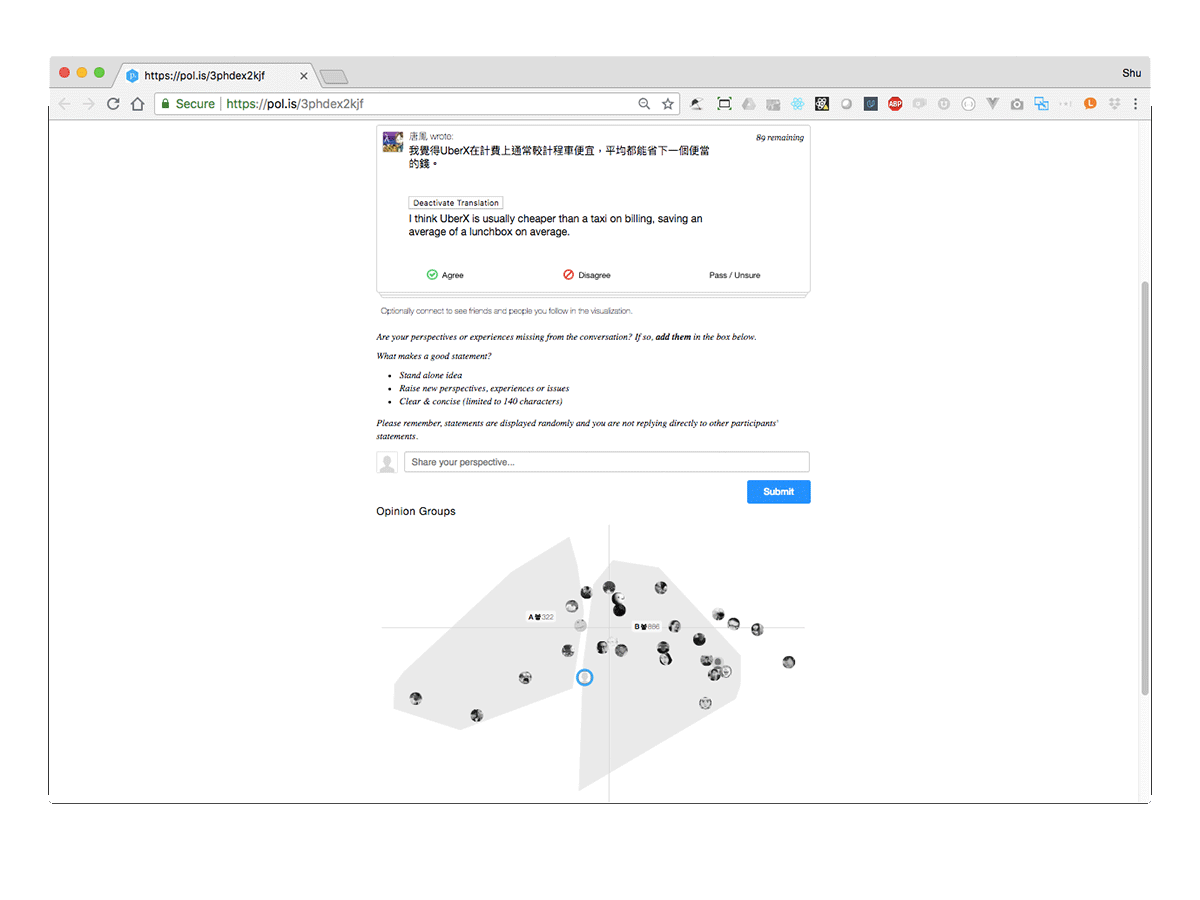 https://pol.is/3phdex2kjf
Shu
Secure
https://pol.is/3phdex2kjf
ABP
L
唐鳳 wrote:
89 remaining
我覺得UberX在計費上通常較計程車便宜，平均都能省下一個便當
的錢。
Deactivate Translation
I think UberX is usually cheaper than a taxi on billing, saving an
average of a lunchbox on average.
Agree
Disagree
Pass / Unsure
Optionally connect to see friends and people you follow in the visualization.
Are your perspectives or experiences missing from the conversation? If so, add them in the box below.
What makes a good statement?
• Stand alone idea
• Raise new perspectives, experiences or issues
• Clear & concise (limited to 140 characters)
Please remember, statements are displayed randomly and you are not replying directly to other participants'
statements.
Share your perspective...
Submit
Opinion Groups
A 322
B 886